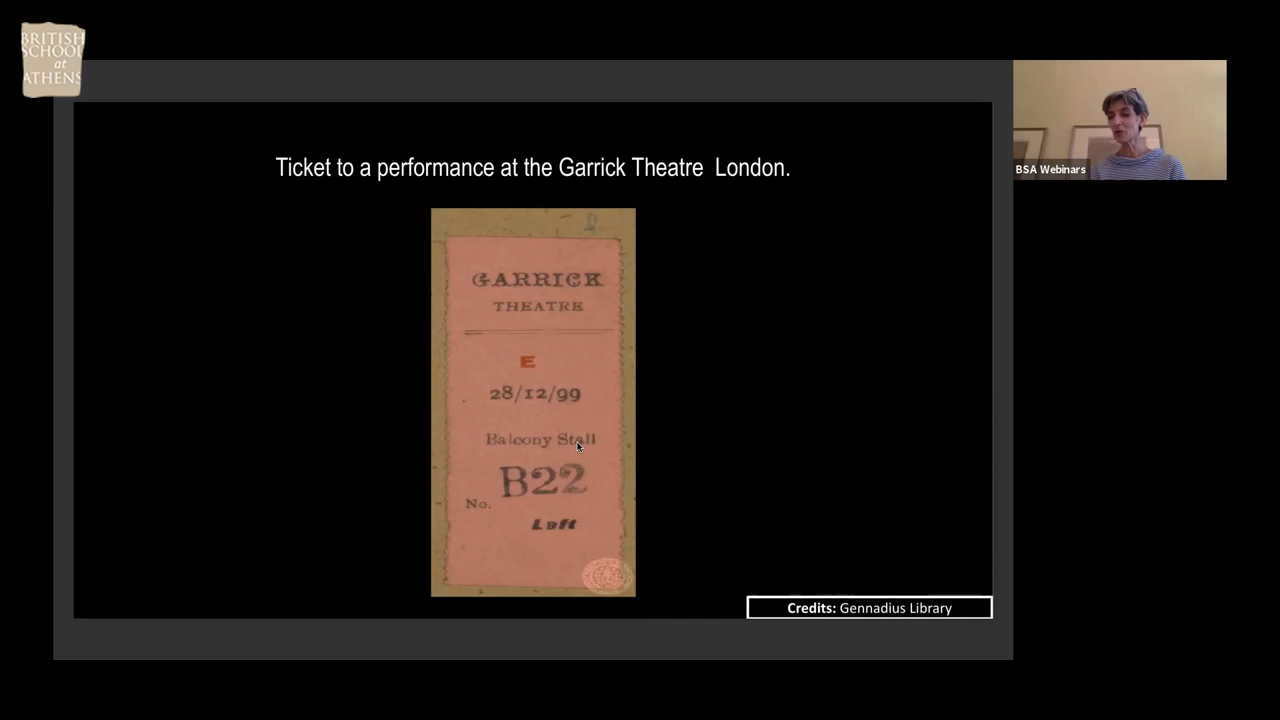 BRITISH
SCHOOL
at
ATHENS
Ticket to a performance at the Garrick Theatre London.
GARRICK
THEATRE
E
28/12/99
Balcony Stall
B22
No.
Left
BSA Webinars
Credits: Gennadius Library